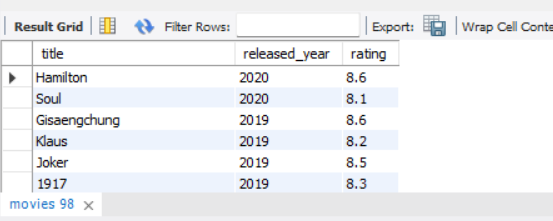 Result Grid Filter Rows: Export: Wrap Cell Conte
title released_year rating
Hamilton 2020 8.6
Soul 2020 8.1
Gisaengchung 2019 8.6
Klaus 2019 8.2
Joker 2019 8.5
1917 2019 8.3
movies 98 ×